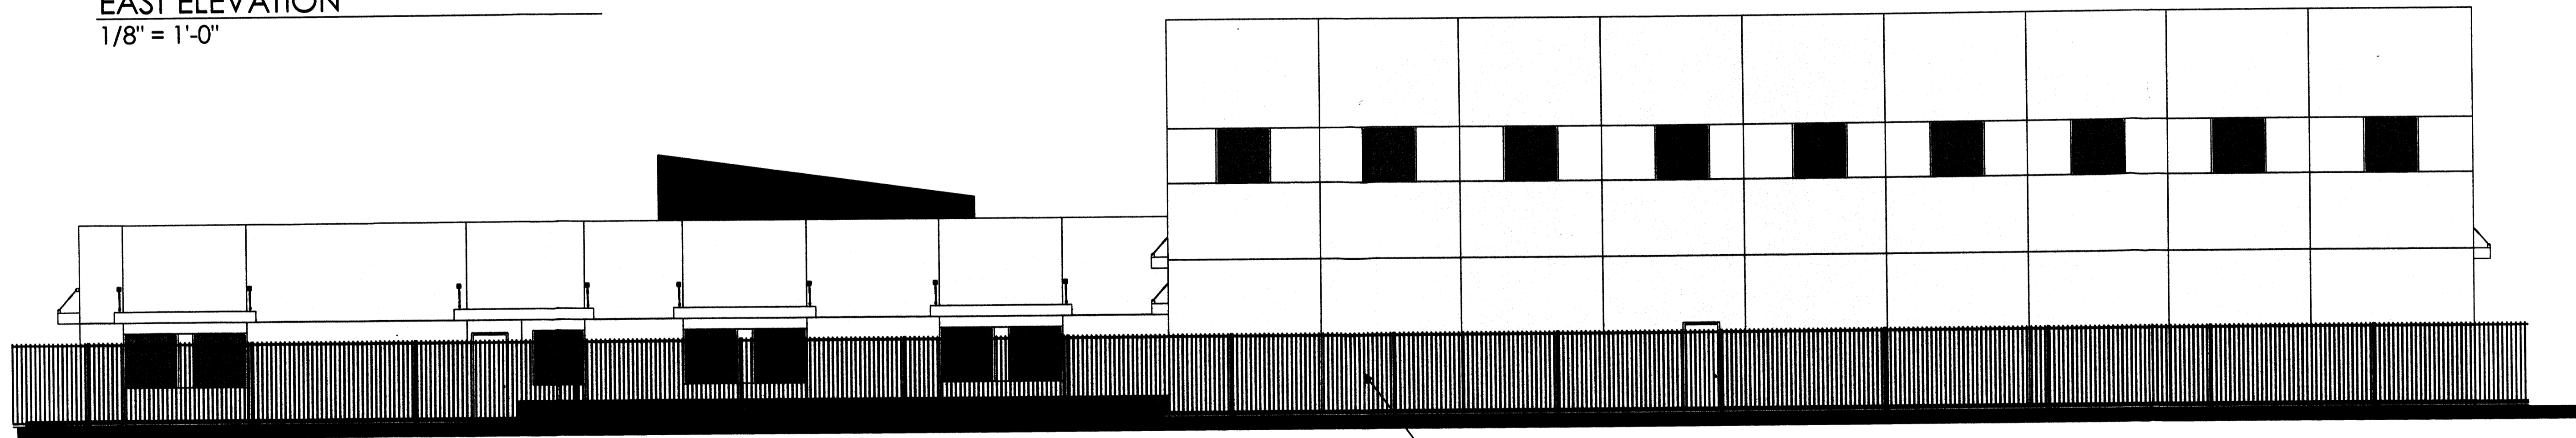 EAST ELEVATION
1/8" = 1'-0"